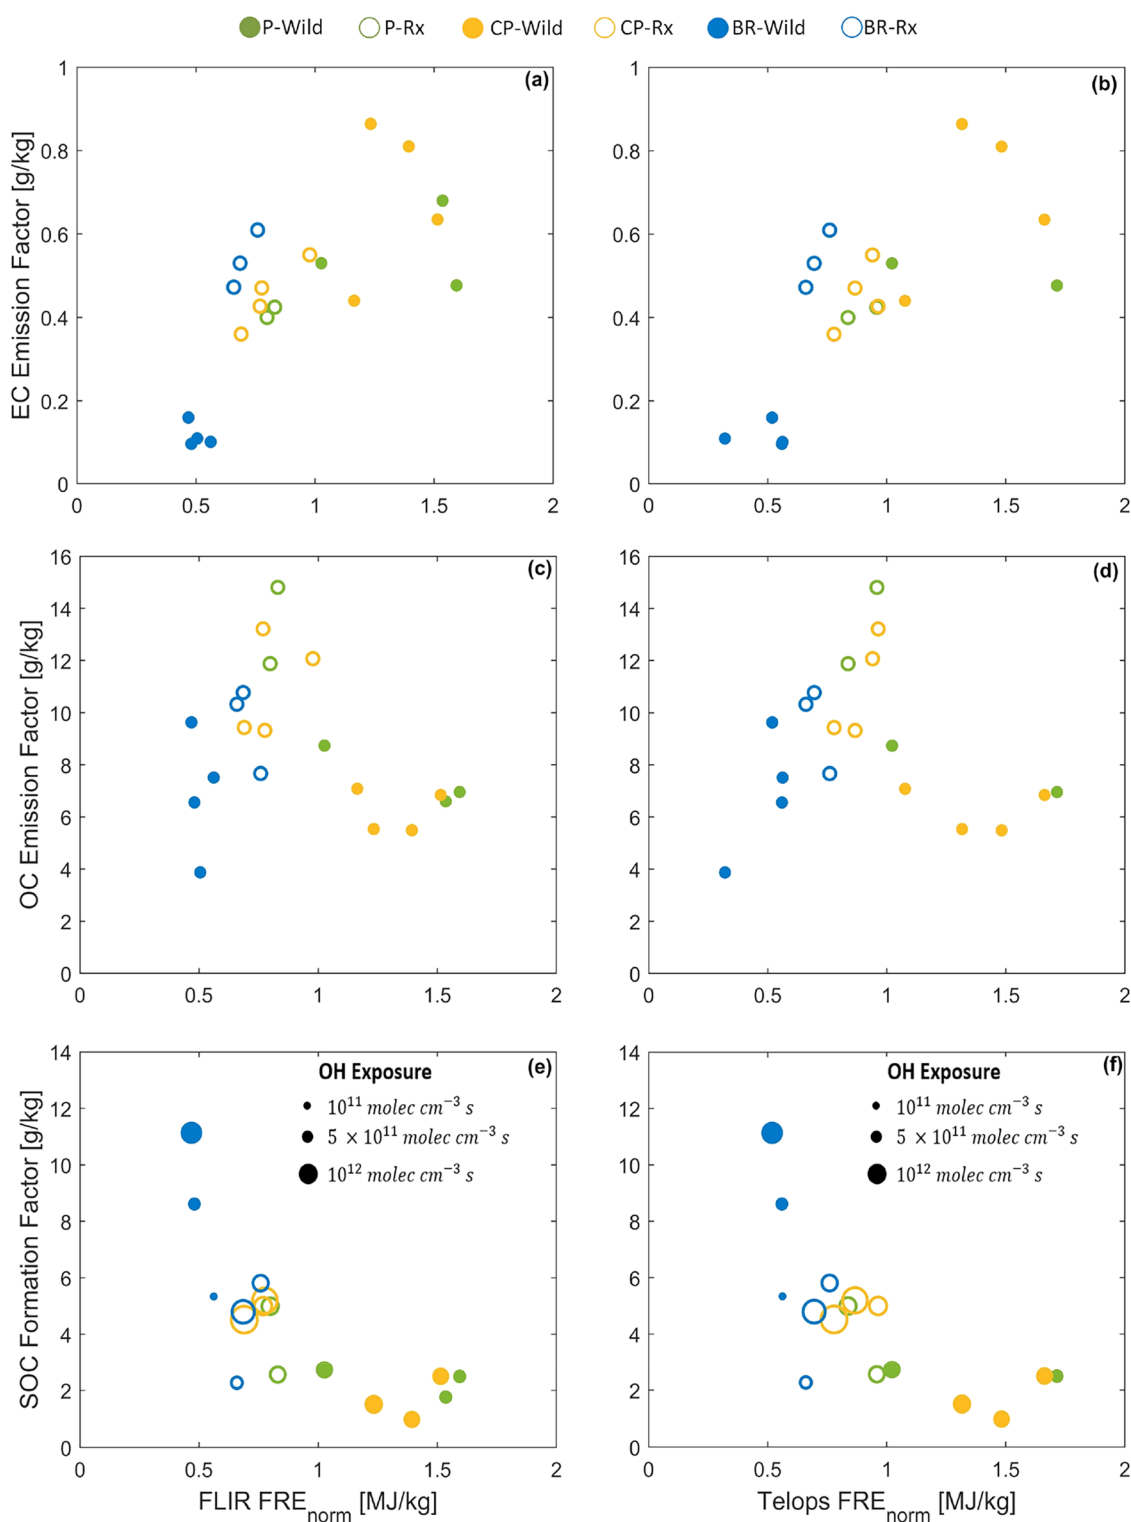 P-Wild P-Rx CP-Wild CP-Rx BR-Wild BR-Rx
(a)
EC Emission Factor [g/kg]
1
0.8
0.6
0.4
0.2
0
0 0.5 1 1.5 2
(b)
1
0.8
0.6
0.4
0.2
0
0 0.5 1 1.5 2
(c)
OC Emission Factor [g/kg]
16
14
12
10
8
6
4
2
0
0 0.5 1 1.5 2
(d)
16
14
12
10
8
6
4
2
0
0 0.5 1 1.5 2
(e)
SOC Formation Factor [g/kg]
14
12
10
8
6
4
2
0
OH Exposure
10¹¹ molec cm⁻³ s
5 × 10¹¹ molec cm⁻³ s
10¹² molec cm⁻³ s
0 0.5 1 1.5 2
FLIR FRE_norm [MJ/kg]
(f)
14
12
10
8
6
4
2
0
OH Exposure
10¹¹ molec cm⁻³ s
5 × 10¹¹ molec cm⁻³ s
10¹² molec cm⁻³ s
0 0.5 1 1.5 2
Telops FRE_norm [MJ/kg]